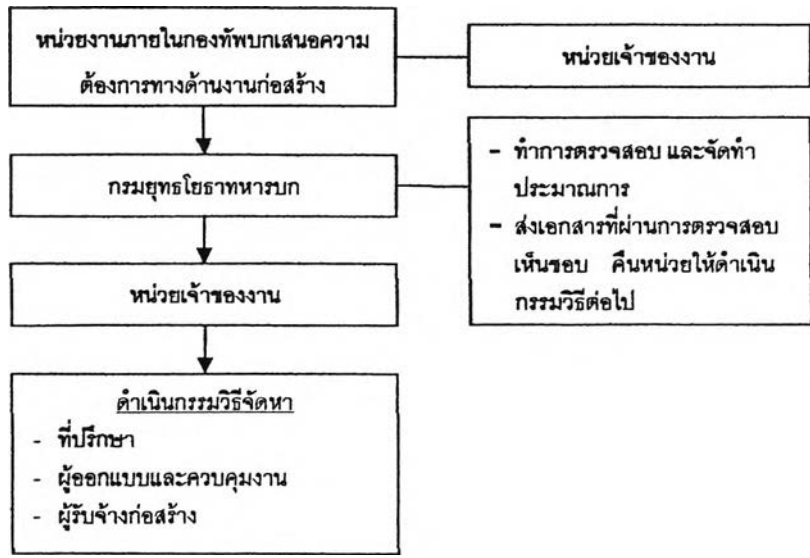 หน่วยงานภายในกองทัพบกเสนอความ
ต้องการทางด้านงานก่อสร้าง
หน่วยเจ้าของงาน
กรมยุทธโยธาทหารบก
- ทำการตรวจสอบ และจัดทำ
ประมาณการ
- ส่งเอกสารที่ผ่านการตรวจสอบ
เห็นชอบ คืนหน่วยให้ดำเนิน
กรรมวิธีต่อไป
หน่วยเจ้าของงาน
ดำเนินกรรมวิธีจัดหา
- ที่ปรึกษา
- ผู้ออกแบบและควบคุมงาน
- ผู้รับจ้างก่อสร้าง